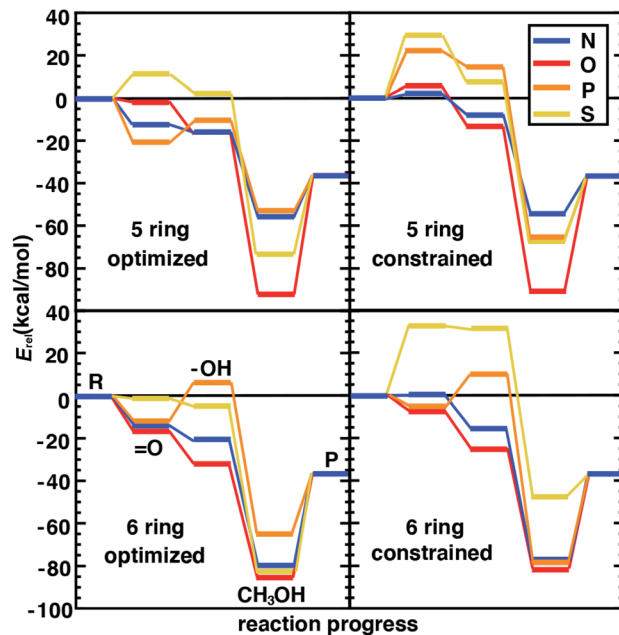 40
20
0
-20
-40
-60
-80
5 ring
optimized
5 ring
constrained
N
O
P
S
E_rel(kcal/mol)
40
20
0
-20
-40
-60
-80
-100
R
=O
-OH
CH₃OH
P
6 ring
optimized
6 ring
constrained
reaction progress